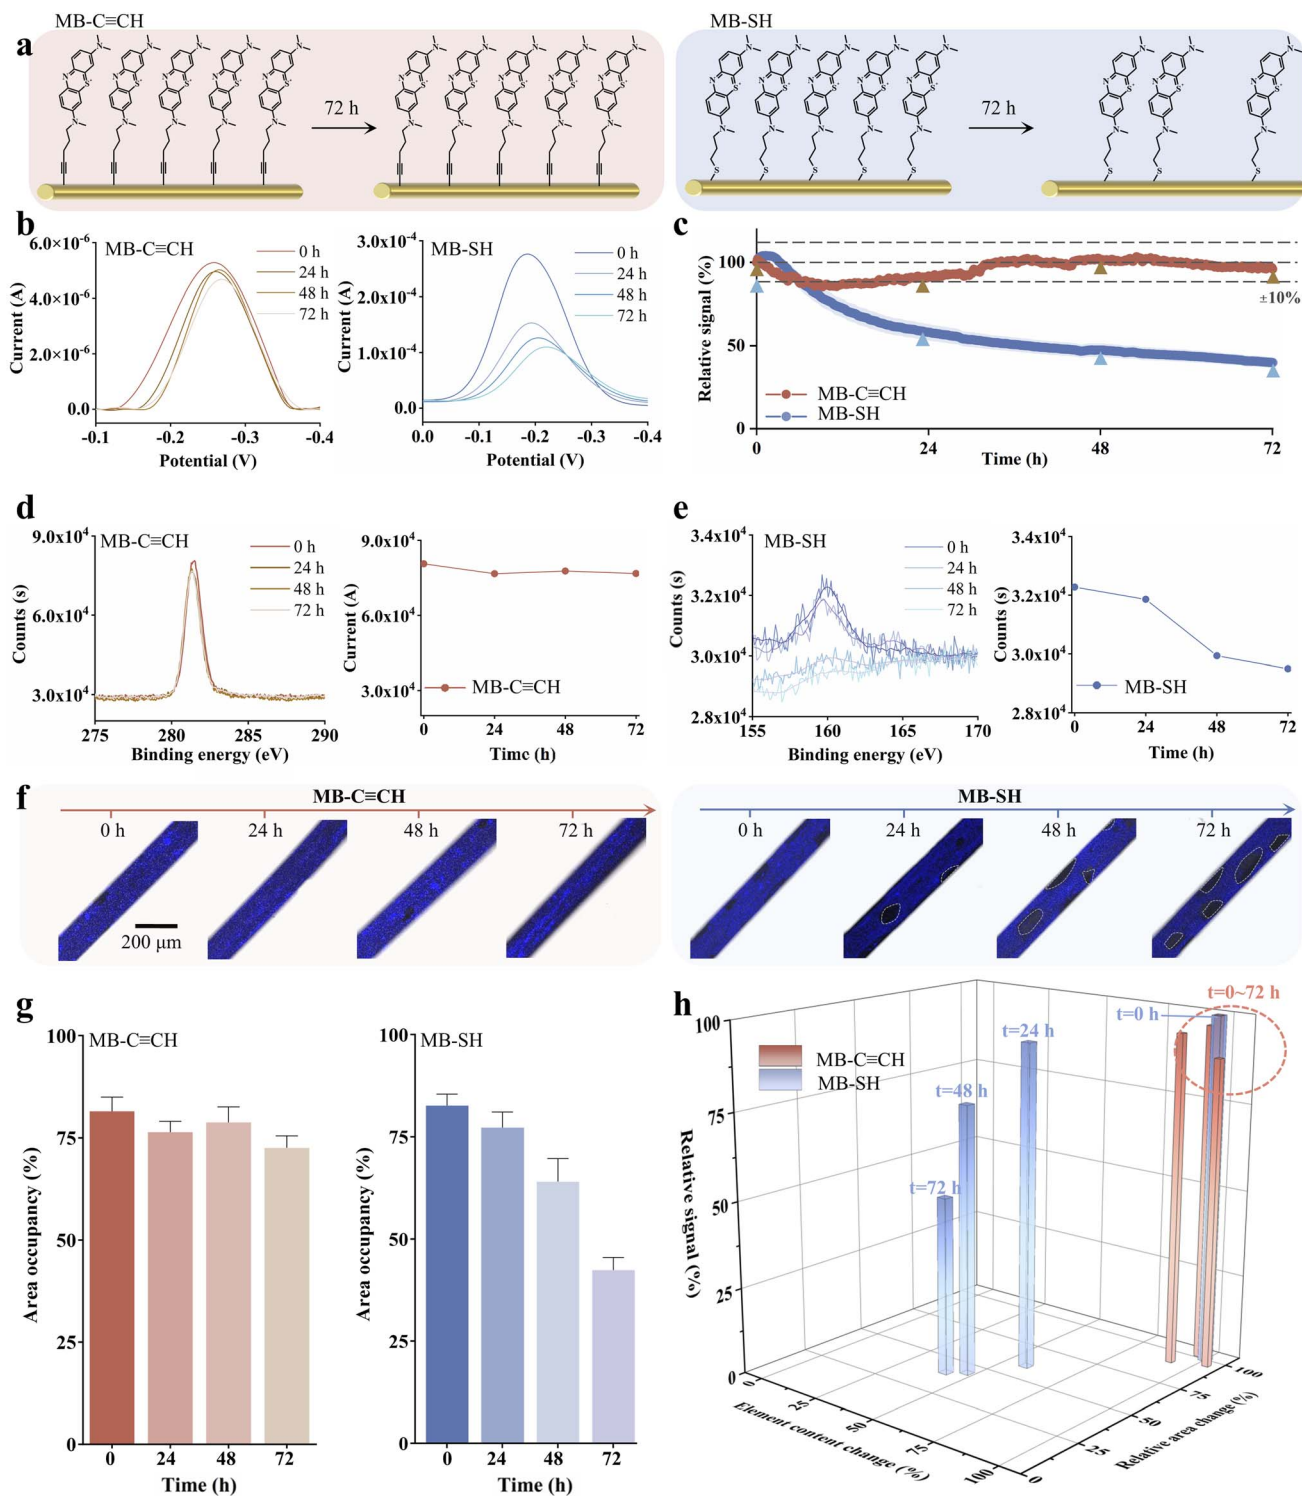 MB-C≡CH
MB-SH
a
72 h
72 h
b
MB-C≡CH
0 h
24 h
48 h
72 h
6.0×10⁻⁶
4.0×10⁻⁶
2.0×10⁻⁶
0.0
Current (A)
-0.1
-0.2
-0.3
-0.4
Potential (V)
MB-SH
0 h
24 h
48 h
72 h
3.0x10⁻⁴
2.0x10⁻⁴
1.0x10⁻⁴
0.0
Current (A)
0.0
-0.1
-0.2
-0.3
-0.4
Potential (V)
c
100
50
0
Relative signal (%)
±10%
MB-C≡CH
MB-SH
0
24
48
72
Time (h)
d
MB-C≡CH
0 h
24 h
48 h
72 h
9.0x10⁴
6.0x10⁴
3.0x10⁴
Counts (s)
275
280
285
290
Binding energy (eV)
9.0x10⁴
6.0x10⁴
3.0x10⁴
Current (A)
MB-C≡CH
0
24
48
72
Time (h)
e
MB-SH
0 h
24 h
48 h
72 h
3.4x10⁴
3.2x10⁴
3.0x10⁴
2.8x10⁴
Counts (s)
155
160
165
170
Binding energy (eV)
3.4x10⁴
3.2x10⁴
3.0x10⁴
2.8x10⁴
Counts (s)
MB-SH
0
24
48
72
Time (h)
f
MB-C≡CH
0 h
24 h
48 h
72 h
200 μm
MB-SH
0 h
24 h
48 h
72 h
g
MB-C≡CH
100
75
50
25
0
Area occupancy (%)
0
24
48
72
Time (h)
MB-SH
100
75
50
25
0
Area occupancy (%)
0
24
48
72
Time (h)
h
t=0~72 h
t=0 h
t=24 h
t=48 h
t=72 h
MB-C≡CH
MB-SH
100
75
50
25
0
Relative signal (%)
0
25
50
75
100
Element content change (%)
0
25
50
75
100
Relative area change (%)